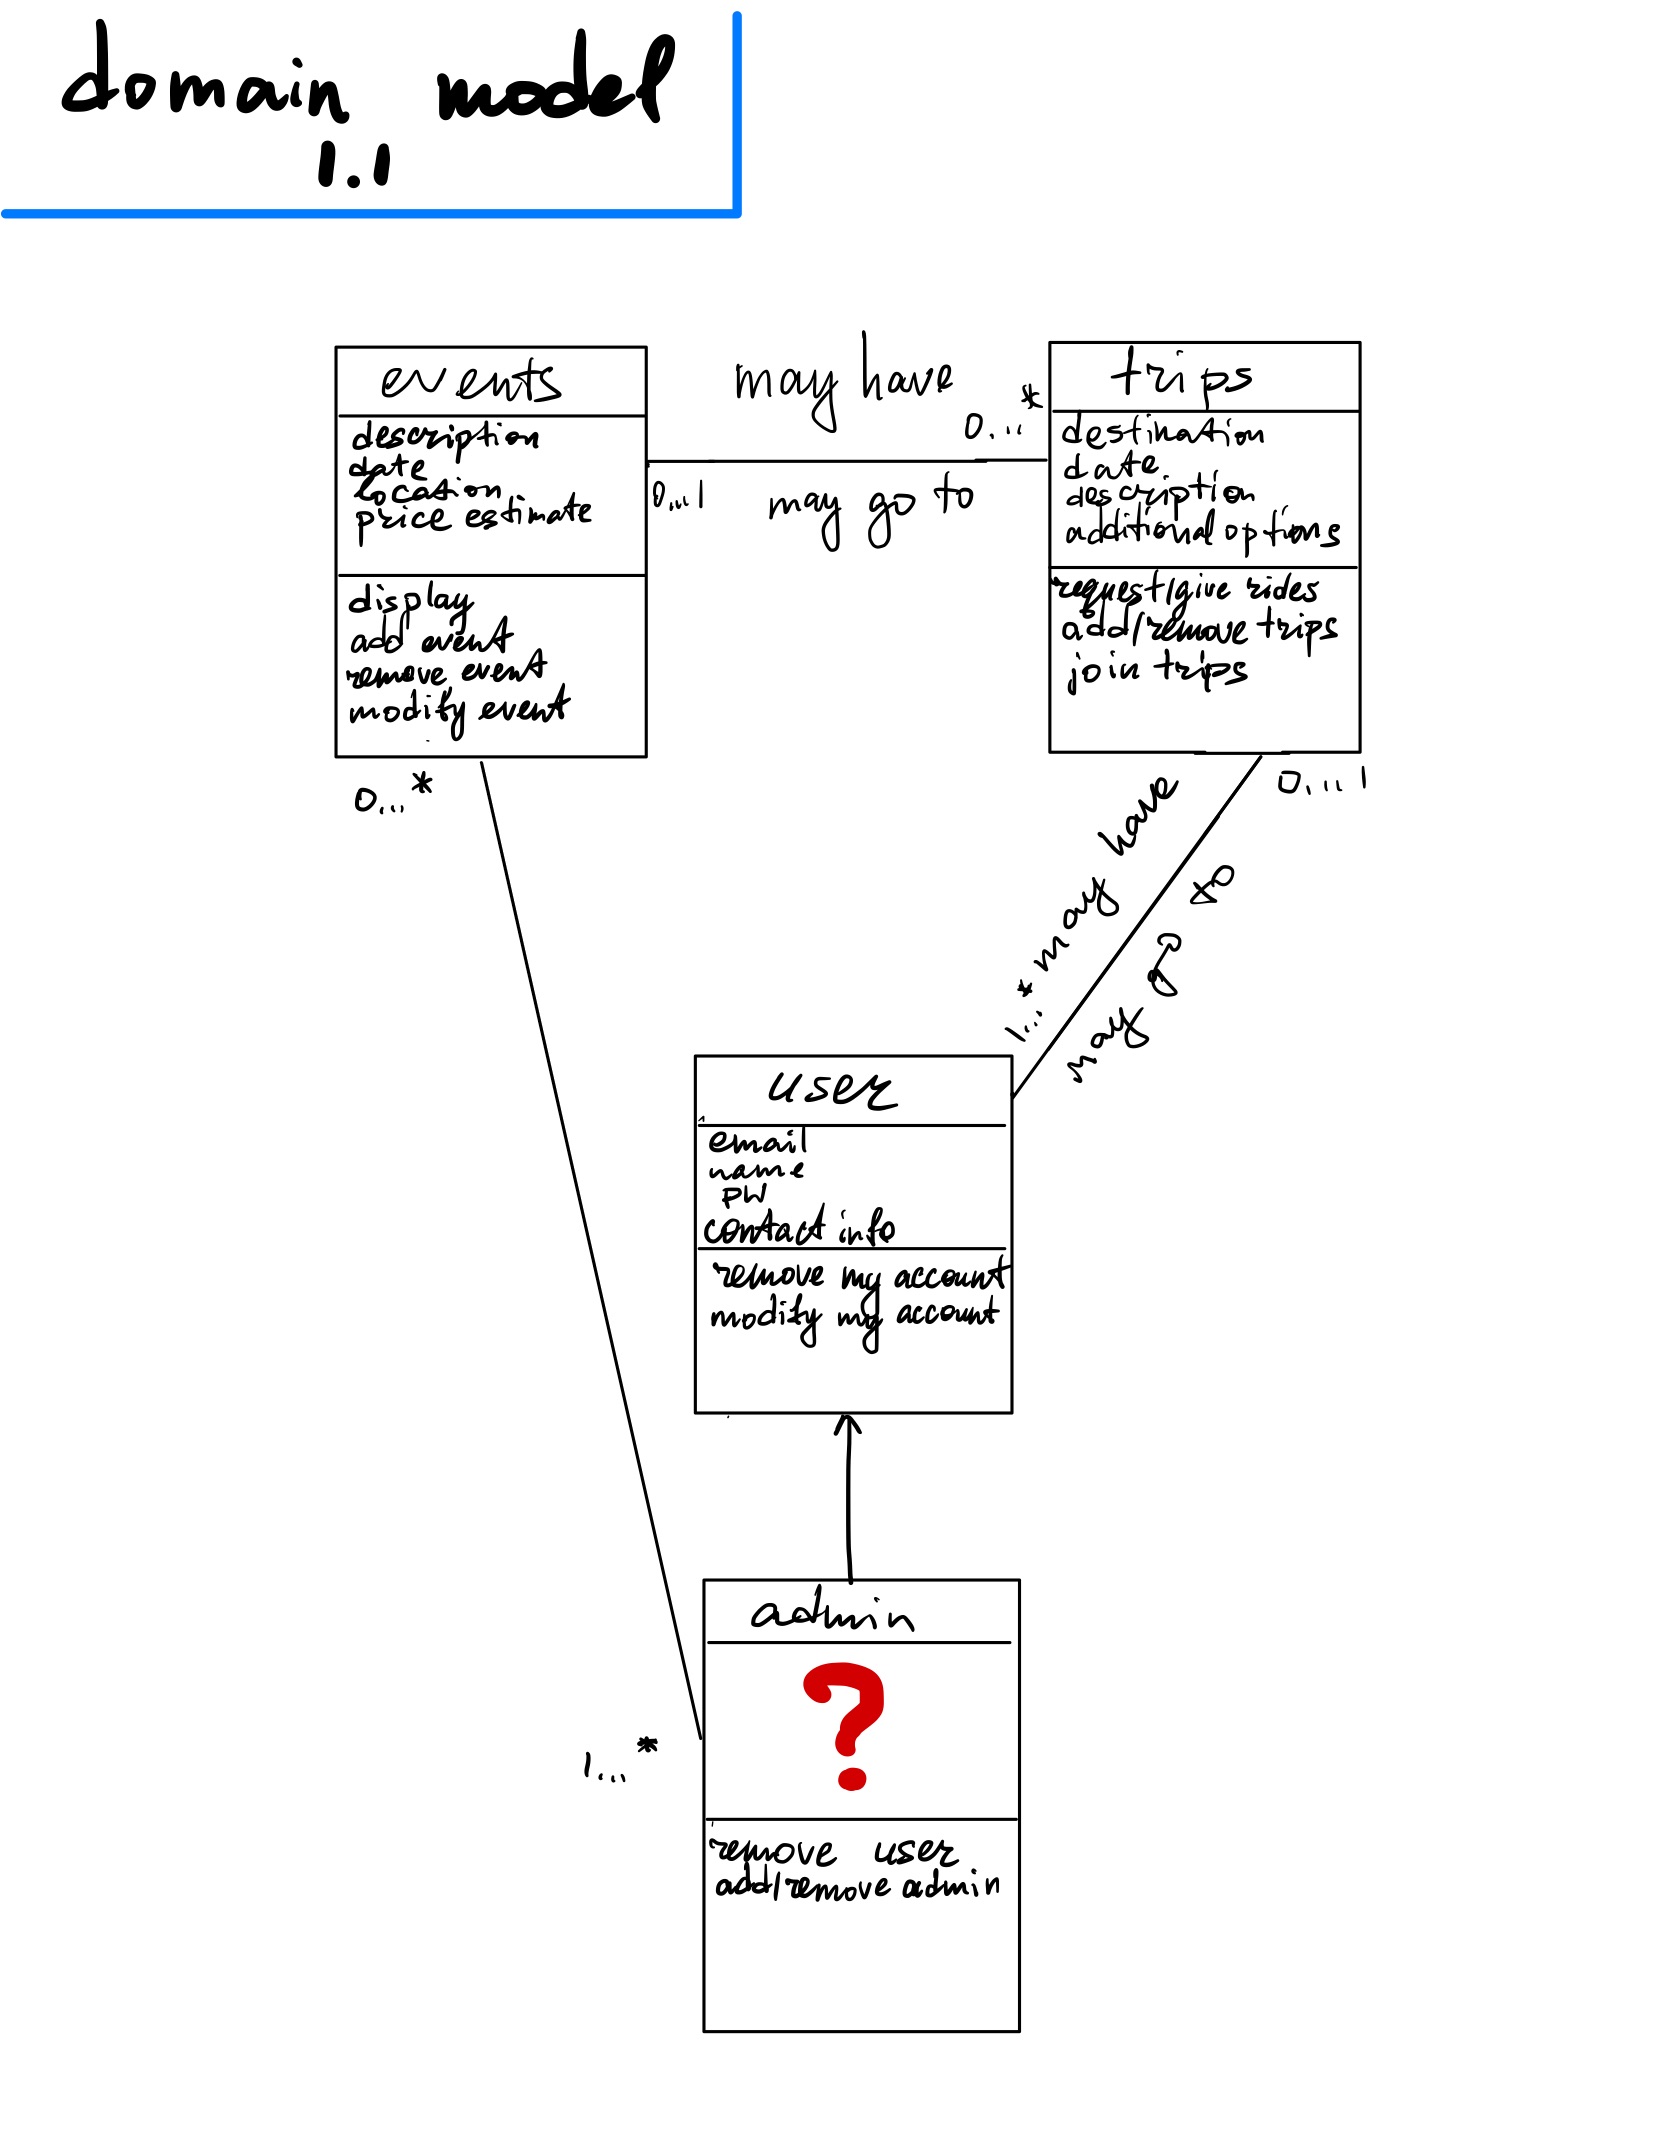 domain model
1.1
events
description
date
location
price estimate
display
add event
remove event
modify event
may have
0...*
0...1
may go to
trips
destination
date
description
additional options
request/give rides
add/remove trips
join trips
0...*
0...1
1...* may have
may go to
user
email
name
PW
contact info
remove my account
modify my account
1...*
admin
?
remove user
add/remove admin